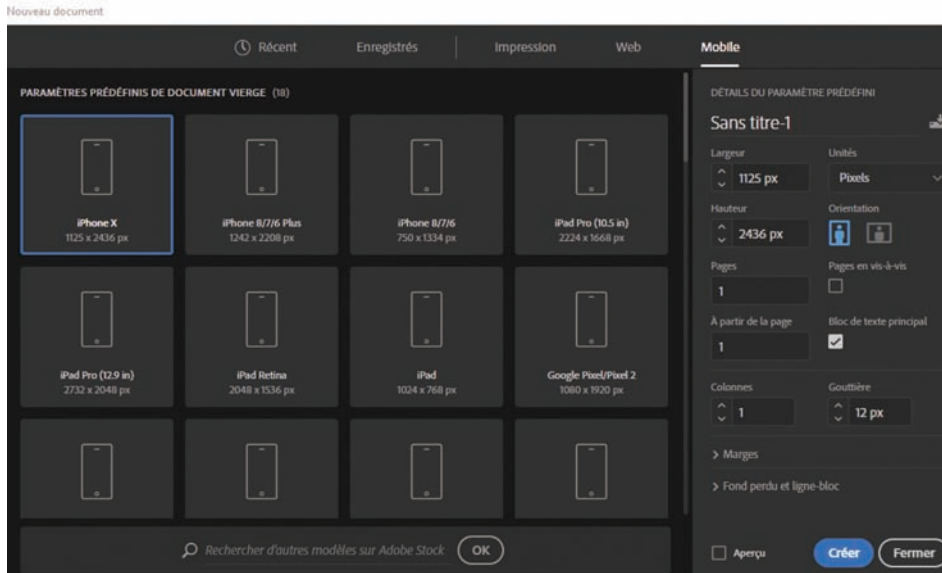 Nouveau document
Récent Enregistrés Impression Web Mobile
PARAMÈTRES PRÉDÉFINIS DE DOCUMENT VIERGE (18)
iPhone X
1125 x 2436 px
iPhone 8/7/6 Plus
1242 x 2208 px
iPhone 8/7/6
750 x 1334 px
iPad Pro (10.5 in)
2224 x 1668 px
iPad Pro (12.9 in)
2732 x 2048 px
iPad Retina
2048 x 1536 px
iPad
1024 x 768 px
Google Pixel/Pixel 2
1080 x 1920 px
Rechercher d'autres modèles sur Adobe Stock OK
DÉTAILS DU PARAMÈTRE PRÉDÉFINI
Sans titre-1
Largeur Unités
1125 px Pixels
Hauteur Orientation
2436 px
Pages Pages en vis-à-vis
1
À partir de la page Bloc de texte principal
1
Colonnes Gouttière
1 12 px
> Marges
> Fond perdu et ligne-bloc
Aperçu Créer Fermer